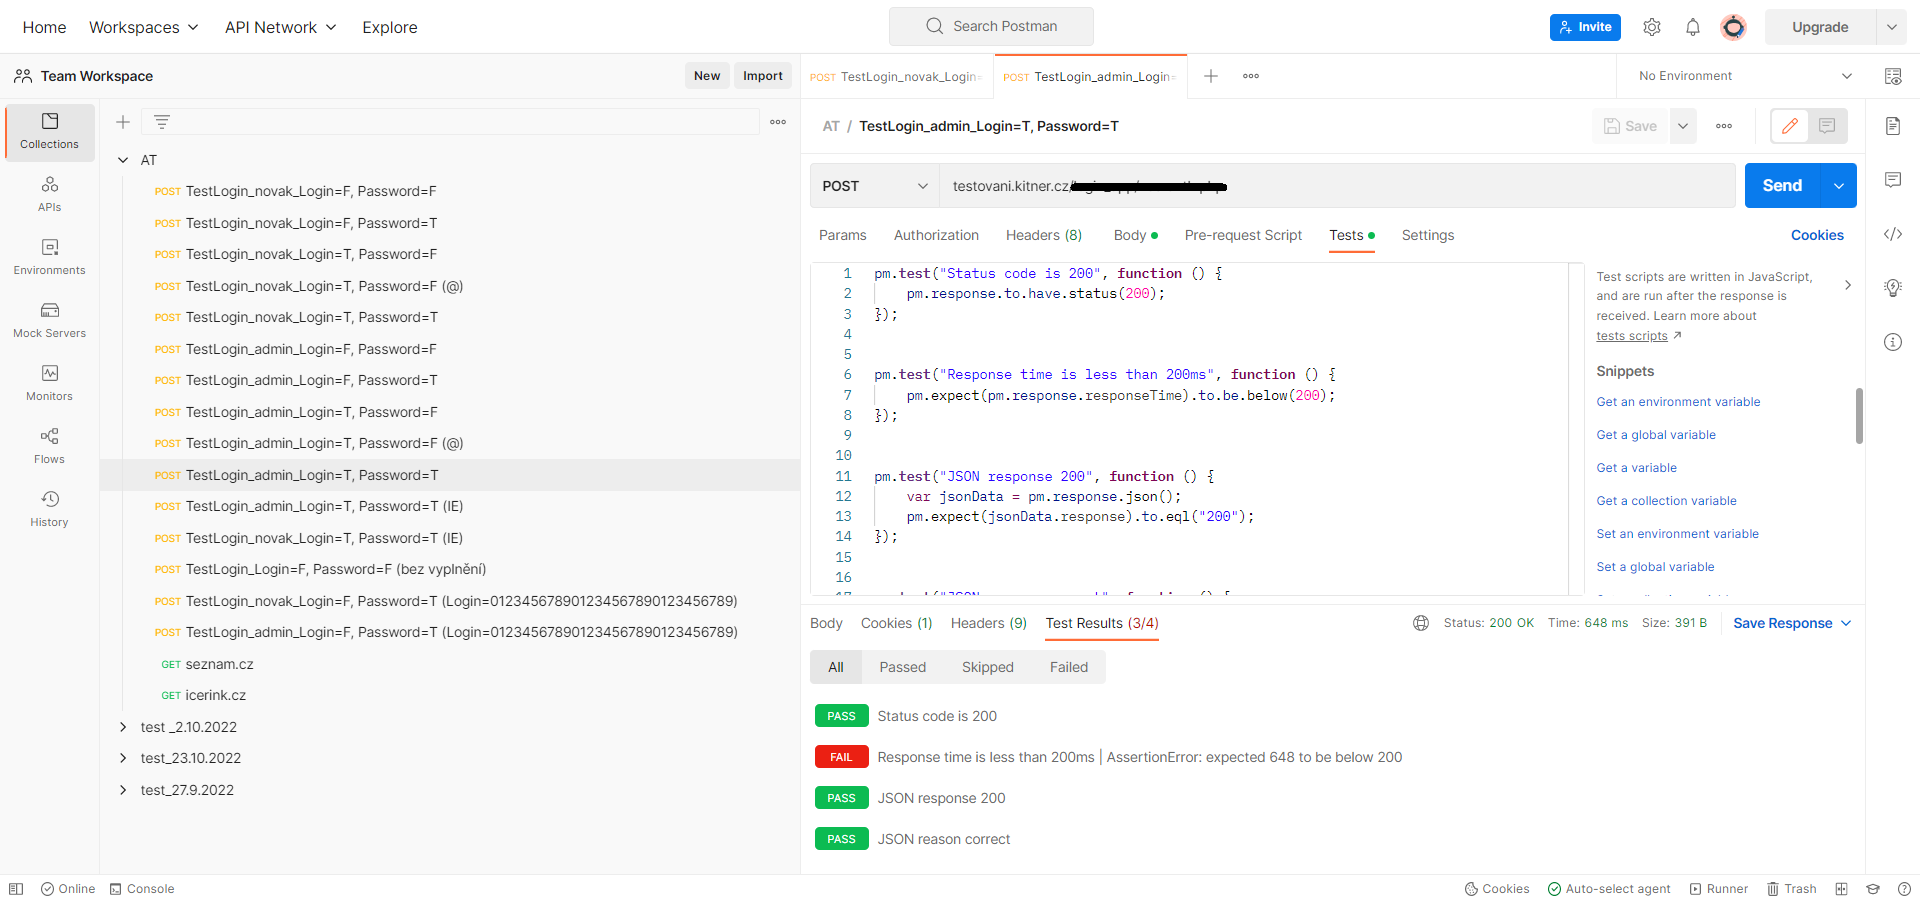 Home Workspaces API Network Explore Search Postman Invite Upgrade
Team Workspace New Import
POST TestLogin_novak_Login= POST TestLogin_admin_Login= No Environment
Collections
APIs
Environments
Mock Servers
Monitors
Flows
History
AT
POST TestLogin_novak_Login=F, Password=F
POST TestLogin_novak_Login=F, Password=T
POST TestLogin_novak_Login=T, Password=F
POST TestLogin_novak_Login=T, Password=F (@)
POST TestLogin_novak_Login=T, Password=T
POST TestLogin_admin_Login=F, Password=F
POST TestLogin_admin_Login=F, Password=T
POST TestLogin_admin_Login=T, Password=F
POST TestLogin_admin_Login=T, Password=F (@)
POST TestLogin_admin_Login=T, Password=T
POST TestLogin_admin_Login=T, Password=T (IE)
POST TestLogin_novak_Login=T, Password=T (IE)
POST TestLogin_Login=F, Password=F (bez vyplnění)
POST TestLogin_novak_Login=F, Password=T (Login=012345678901234567890123456789)
POST TestLogin_admin_Login=F, Password=T (Login=012345678901234567890123456789)
GET seznam.cz
GET icerink.cz
test _2.10.2022
test_23.10.2022
test_27.9.2022
AT / TestLogin_admin_Login=T, Password=T Save
POST testovani.kitner.cz/ Send
Params Authorization Headers (8) Body Pre-request Script Tests Settings Cookies
1 pm.test("Status code is 200", function () {
2 pm.response.to.have.status(200);
3 });
4
5
6 pm.test("Response time is less than 200ms", function () {
7 pm.expect(pm.response.responseTime).to.be.below(200);
8 });
9
10
11 pm.test("JSON response 200", function () {
12 var jsonData = pm.response.json();
13 pm.expect(jsonData.response).to.eql("200");
14 });
15
16
Test scripts are written in JavaScript,
and are run after the response is
received. Learn more about
tests scripts ↗
Snippets
Get an environment variable
Get a global variable
Get a variable
Get a collection variable
Set an environment variable
Set a global variable
Body Cookies (1) Headers (9) Test Results (3/4) Status: 200 OK Time: 648 ms Size: 391 B Save Response
All Passed Skipped Failed
PASS Status code is 200
FAIL Response time is less than 200ms | AssertionError: expected 648 to be below 200
PASS JSON response 200
PASS JSON reason correct
Online Console Cookies Auto-select agent Runner Trash